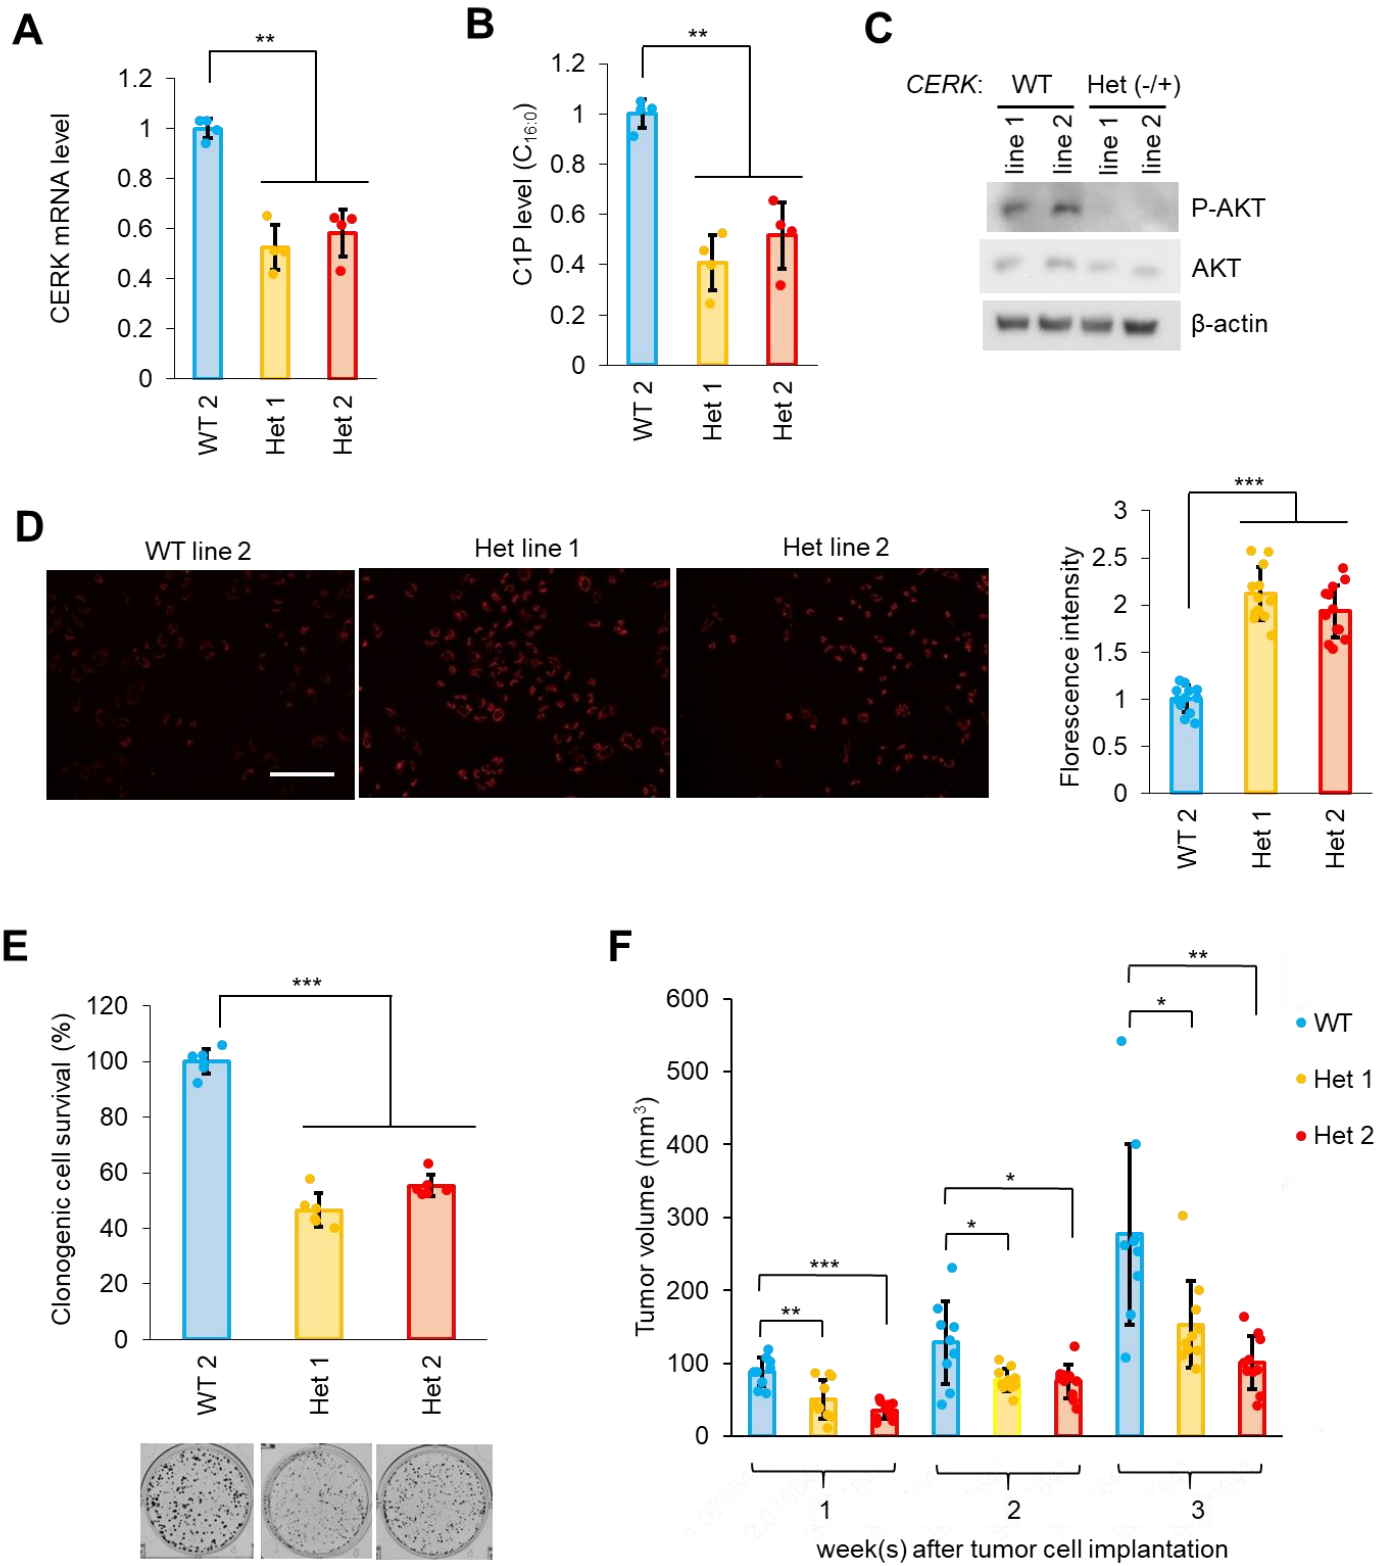 A
**
CERK mRNA level
1.2
1
0.8
0.6
0.4
0.2
0
WT 2
Het 1
Het 2
B
**
C1P level (C16:0)
1.2
1
0.8
0.6
0.4
0.2
0
WT 2
Het 1
Het 2
C
CERK: WT Het (-/+)
line 1
line 2
line 1
line 2
P-AKT
AKT
β-actin
D
WT line 2
Het line 1
Het line 2
***
Florescence intensity
3
2.5
2
1.5
1
0.5
0
WT 2
Het 1
Het 2
E
***
Clonogenic cell survival (%)
120
100
80
60
40
20
0
WT 2
Het 1
Het 2
F
Tumor volume (mm3)
600
500
400
300
200
100
0
**
***
*
*
*
**
WT
Het 1
Het 2
1
2
3
week(s) after tumor cell implantation